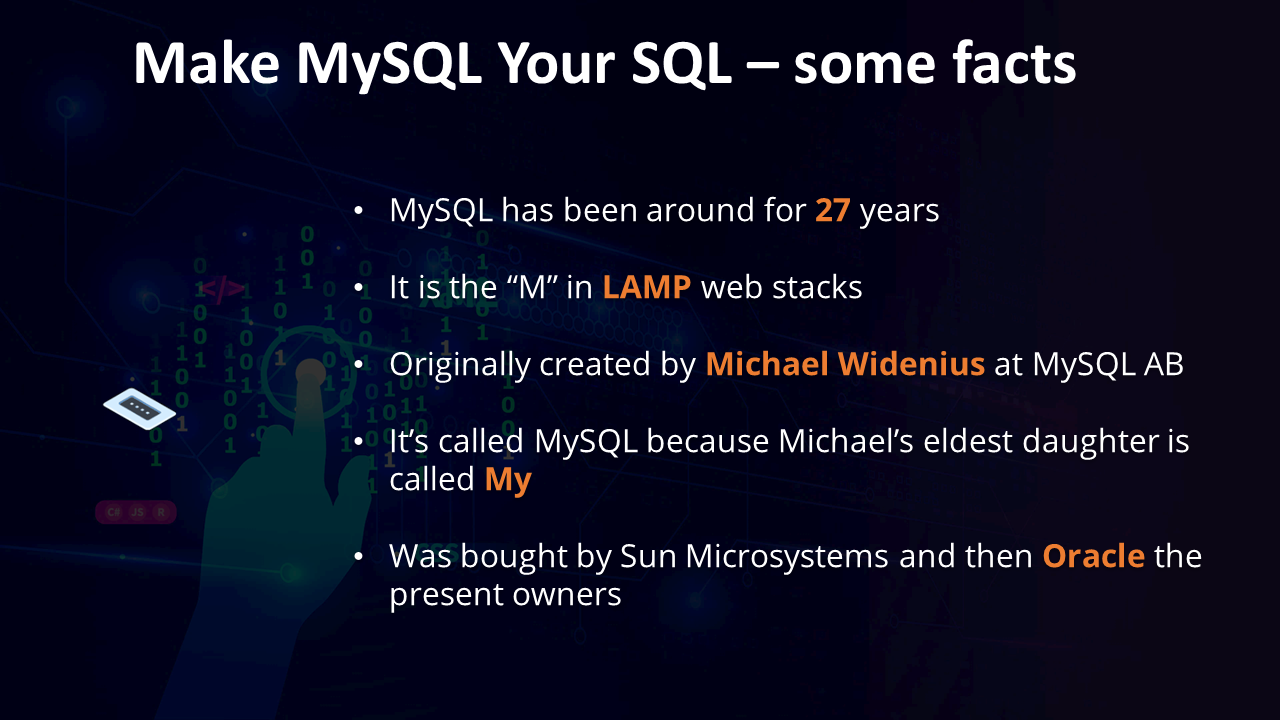 Make MySQL Your SQL – some facts
• MySQL has been around for 27 years
• It is the “M” in LAMP web stacks
• Originally created by Michael Widenius at MySQL AB
• It’s called MySQL because Michael’s eldest daughter is
called My
• Was bought by Sun Microsystems and then Oracle the
present owners
</>
C# JS R